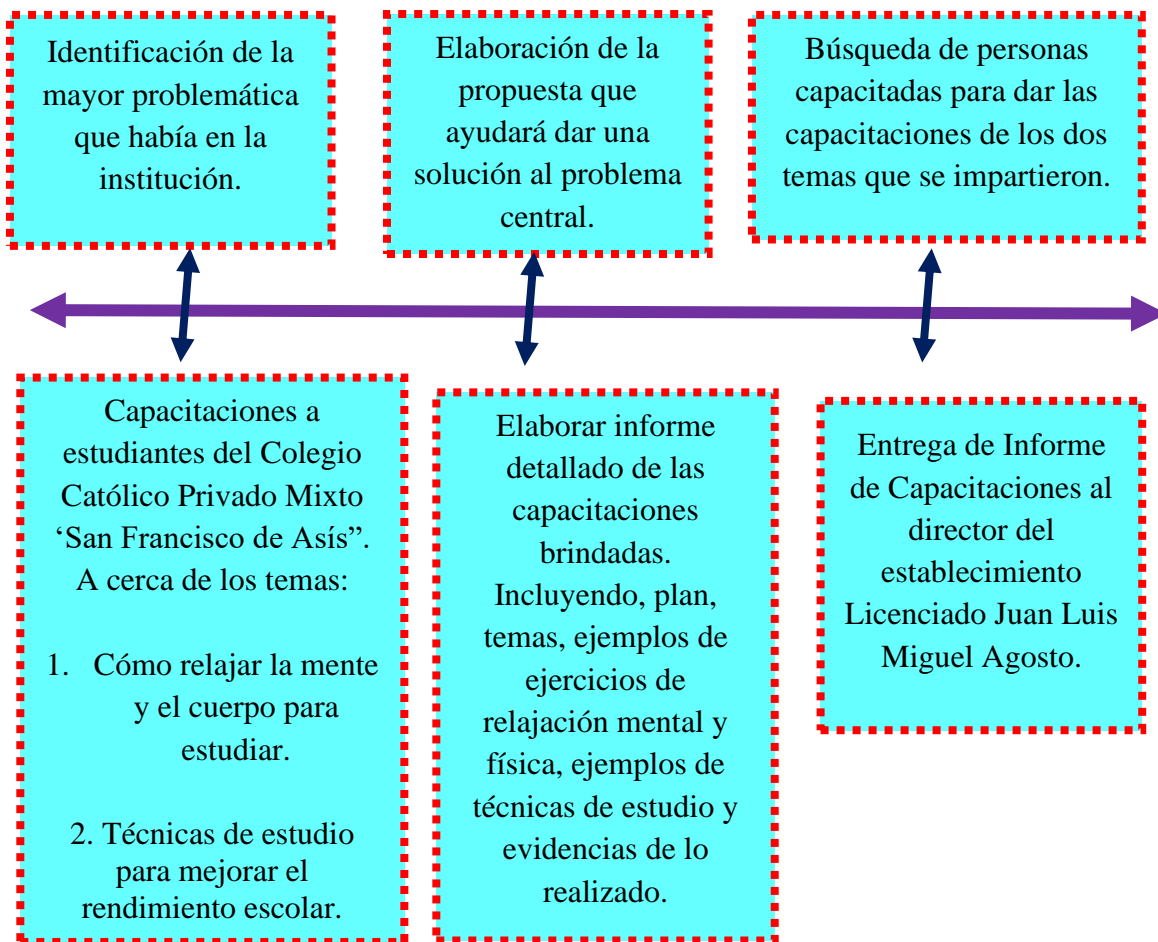 Identificación de la
mayor problemática
que había en la
institución.
Elaboración de la
propuesta que
ayudará dar una
solución al problema
central.
Búsqueda de personas
capacitadas para dar las
capacitaciones de los dos
temas que se impartieron.
Capacitaciones a
estudiantes del Colegio
Católico Privado Mixto
‘San Francisco de Asís”.
A cerca de los temas:
1. Cómo relajar la mente
y el cuerpo para
estudiar.
2. Técnicas de estudio
para mejorar el
rendimiento escolar.
Elaborar informe
detallado de las
capacitaciones
brindadas.
Incluyendo, plan,
temas, ejemplos de
ejercicios de
relajación mental y
física, ejemplos de
técnicas de estudio y
evidencias de lo
realizado.
Entrega de Informe
de Capacitaciones al
director del
establecimiento
Licenciado Juan Luis
Miguel Agosto.